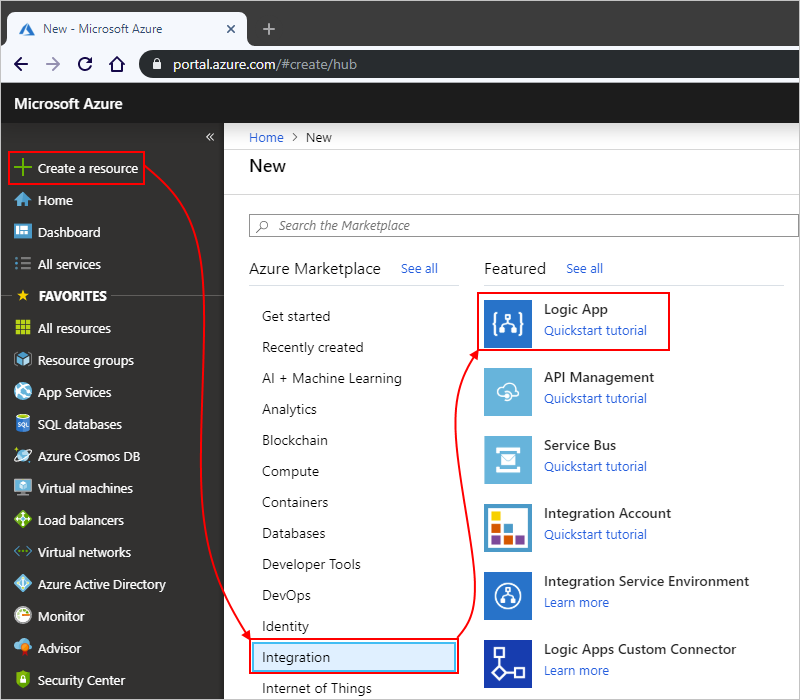 New - Microsoft Azure
portal.azure.com/#create/hub
Microsoft Azure
Create a resource
Home
Dashboard
All services
FAVORITES
All resources
Resource groups
App Services
SQL databases
Azure Cosmos DB
Virtual machines
Load balancers
Virtual networks
Azure Active Directory
Monitor
Advisor
Security Center
Home > New
New
Search the Marketplace
Azure Marketplace See all
Get started
Recently created
AI + Machine Learning
Analytics
Blockchain
Compute
Containers
Databases
Developer Tools
DevOps
Identity
Integration
Internet of Things
Featured See all
Logic App
Quickstart tutorial
API Management
Quickstart tutorial
Service Bus
Quickstart tutorial
Integration Account
Quickstart tutorial
Integration Service Environment
Learn more
Logic Apps Custom Connector
Learn more